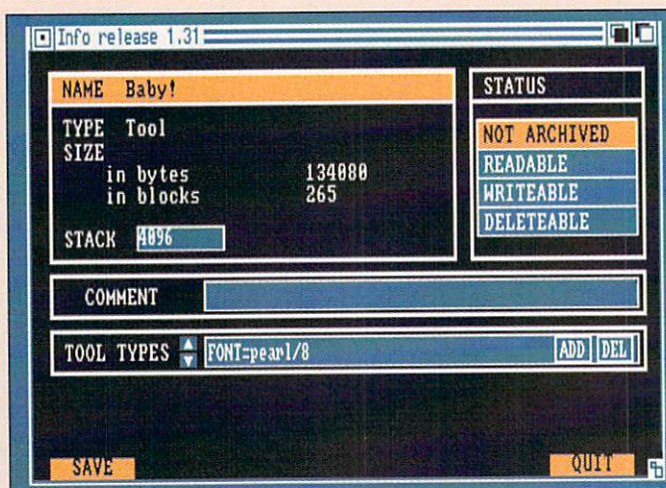 Info release 1.31
NAME Baby!
TYPE Tool
SIZE
in bytes 134080
in blocks 265
STACK 4096
STATUS
NOT ARCHIVED
READABLE
WRITEABLE
DELETEABLE
COMMENT
TOOL TYPES FONT=pearl/8 ADD DEL
SAVE QUIT